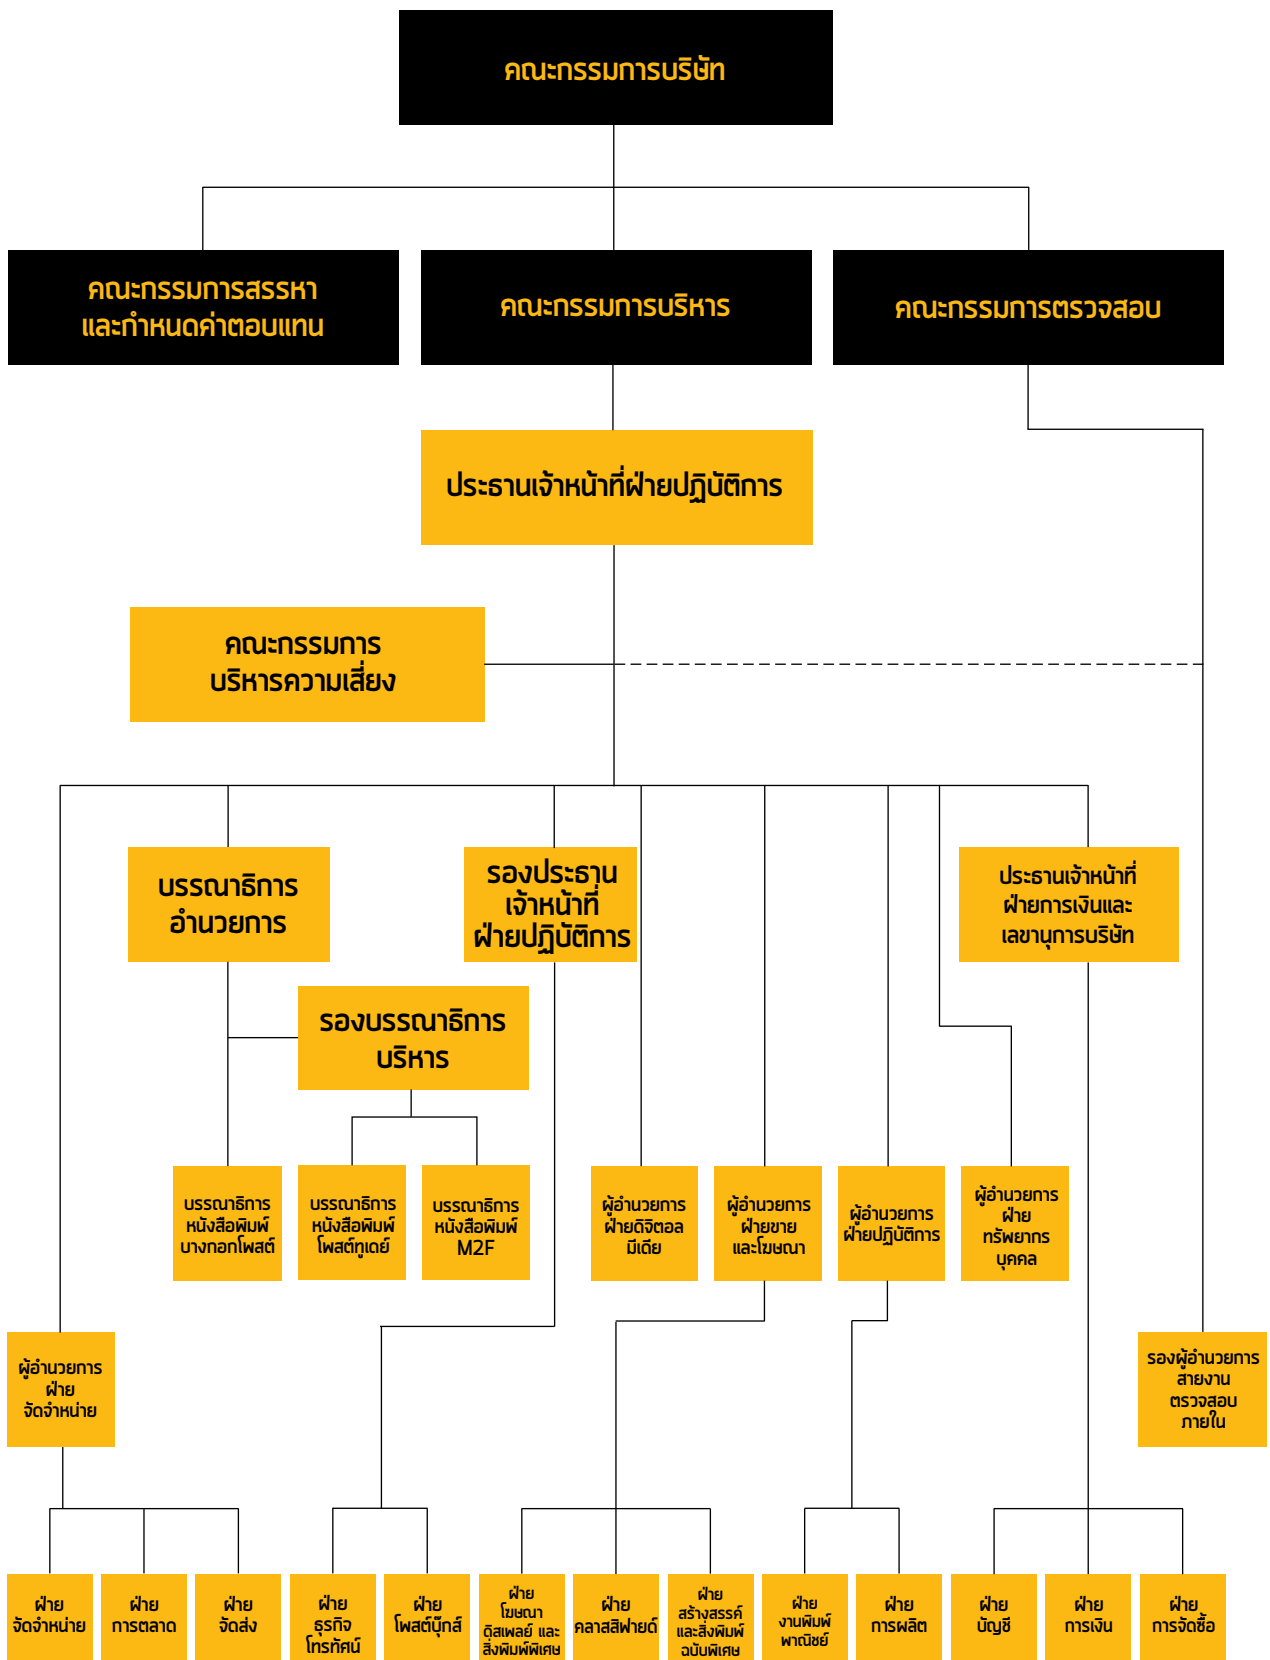 คณะกรรมการบริษัท
คณะกรรมการสรรหา
และกำหนดค่าตอบแทน
คณะกรรมการบริหาร
คณะกรรมการตรวจสอบ
ประธานเจ้าหน้าที่ฝ่ายปฏิบัติการ
คณะกรรมการ
บริหารความเสี่ยง
บรรณาธิการ
อำนวยการ
รองประธาน
เจ้าหน้าที่
ฝ่ายปฏิบัติการ
ประธานเจ้าหน้าที่
ฝ่ายการเงินและ
เลขานุการบริษัท
รองบรรณาธิการ
บริหาร
บรรณาธิการ
หนังสือพิมพ์
บางกอกโพสต์
บรรณาธิการ
หนังสือพิมพ์
โพสต์ทูเดย์
บรรณาธิการ
หนังสือพิมพ์
M2F
ผู้อำนวยการ
ฝ่ายดิจิตอล
มีเดีย
ผู้อำนวยการ
ฝ่ายขาย
และโฆษณา
ผู้อำนวยการ
ฝ่ายปฏิบัติการ
ผู้อำนวยการ
ฝ่าย
ทรัพยากร
บุคคล
ผู้อำนวยการ
ฝ่าย
จัดจำหน่าย
รองผู้อำนวยการ
สายงาน
ตรวจสอบ
ภายใน
ฝ่าย
จัดจำหน่าย
ฝ่าย
การตลาด
ฝ่าย
จัดส่ง
ฝ่าย
ธุรกิจ
โทรทัศน์
ฝ่าย
โพสต์บุ๊กส์
ฝ่าย
โฆษณา
ดิสเพลย์ และ
สิ่งพิมพ์พิเศษ
ฝ่าย
คลาสสิฟายด์
ฝ่าย
สร้างสรรค์
และสิ่งพิมพ์
ฉบับพิเศษ
ฝ่าย
งานพิมพ์
พาณิชย์
ฝ่าย
การผลิต
ฝ่าย
บัญชี
ฝ่าย
การเงิน
ฝ่าย
การจัดซื้อ